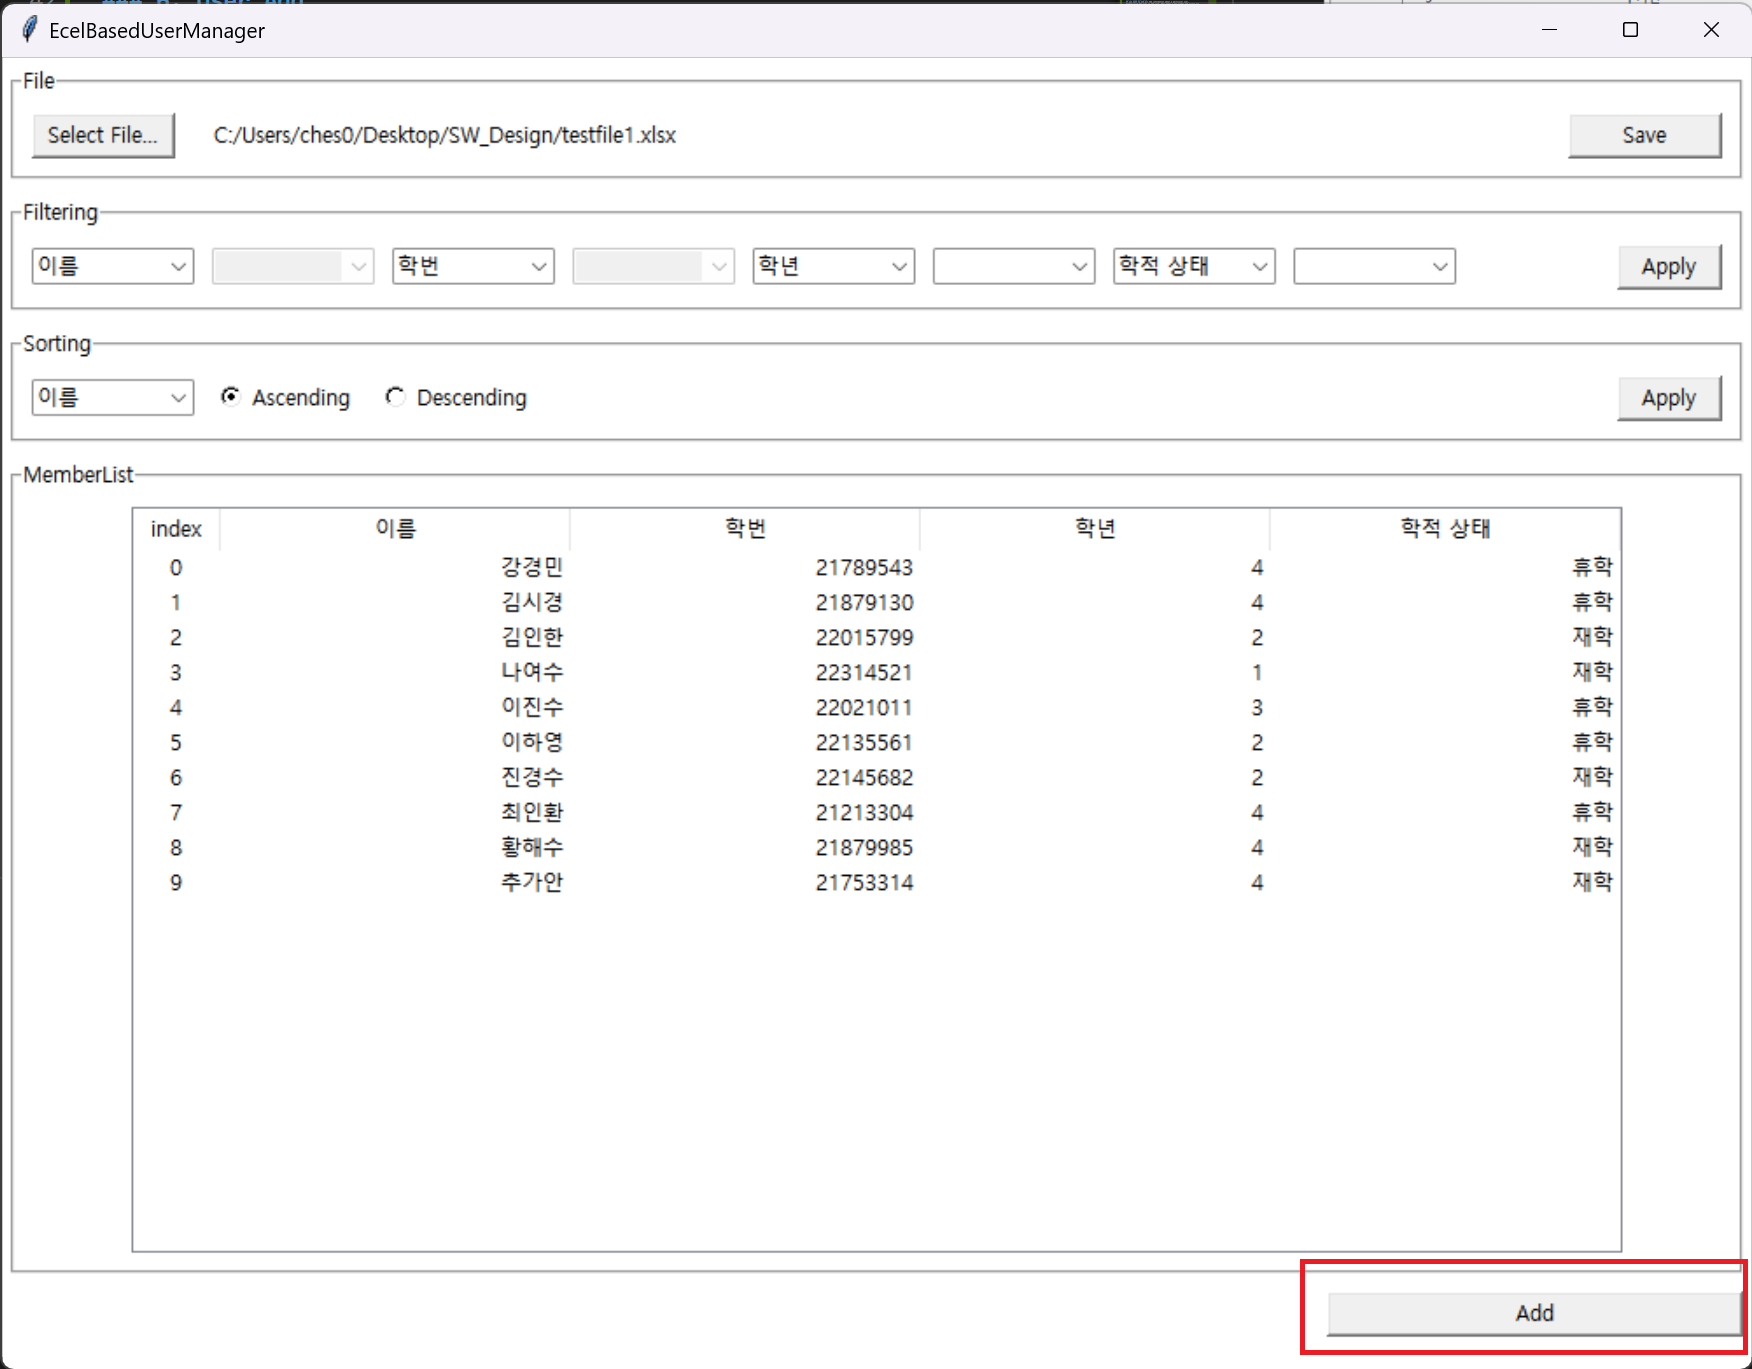 EcelBasedUserManager
File
Select File... C:/Users/ches0/Desktop/SW_Design/testfile1.xlsx Save
Filtering
이름 학번 학년 학적 상태 Apply
Sorting
이름 Ascending Descending Apply
MemberList
index 이름 학번 학년 학적 상태
0 강경민 21789543 4 휴학
1 김시경 21879130 4 휴학
2 김인한 22015799 2 재학
3 나여수 22314521 1 재학
4 이진수 22021011 3 휴학
5 이하영 22135561 2 휴학
6 진경수 22145682 2 재학
7 최인환 21213304 4 휴학
8 황해수 21879985 4 재학
9 추가안 21753314 4 재학
Add